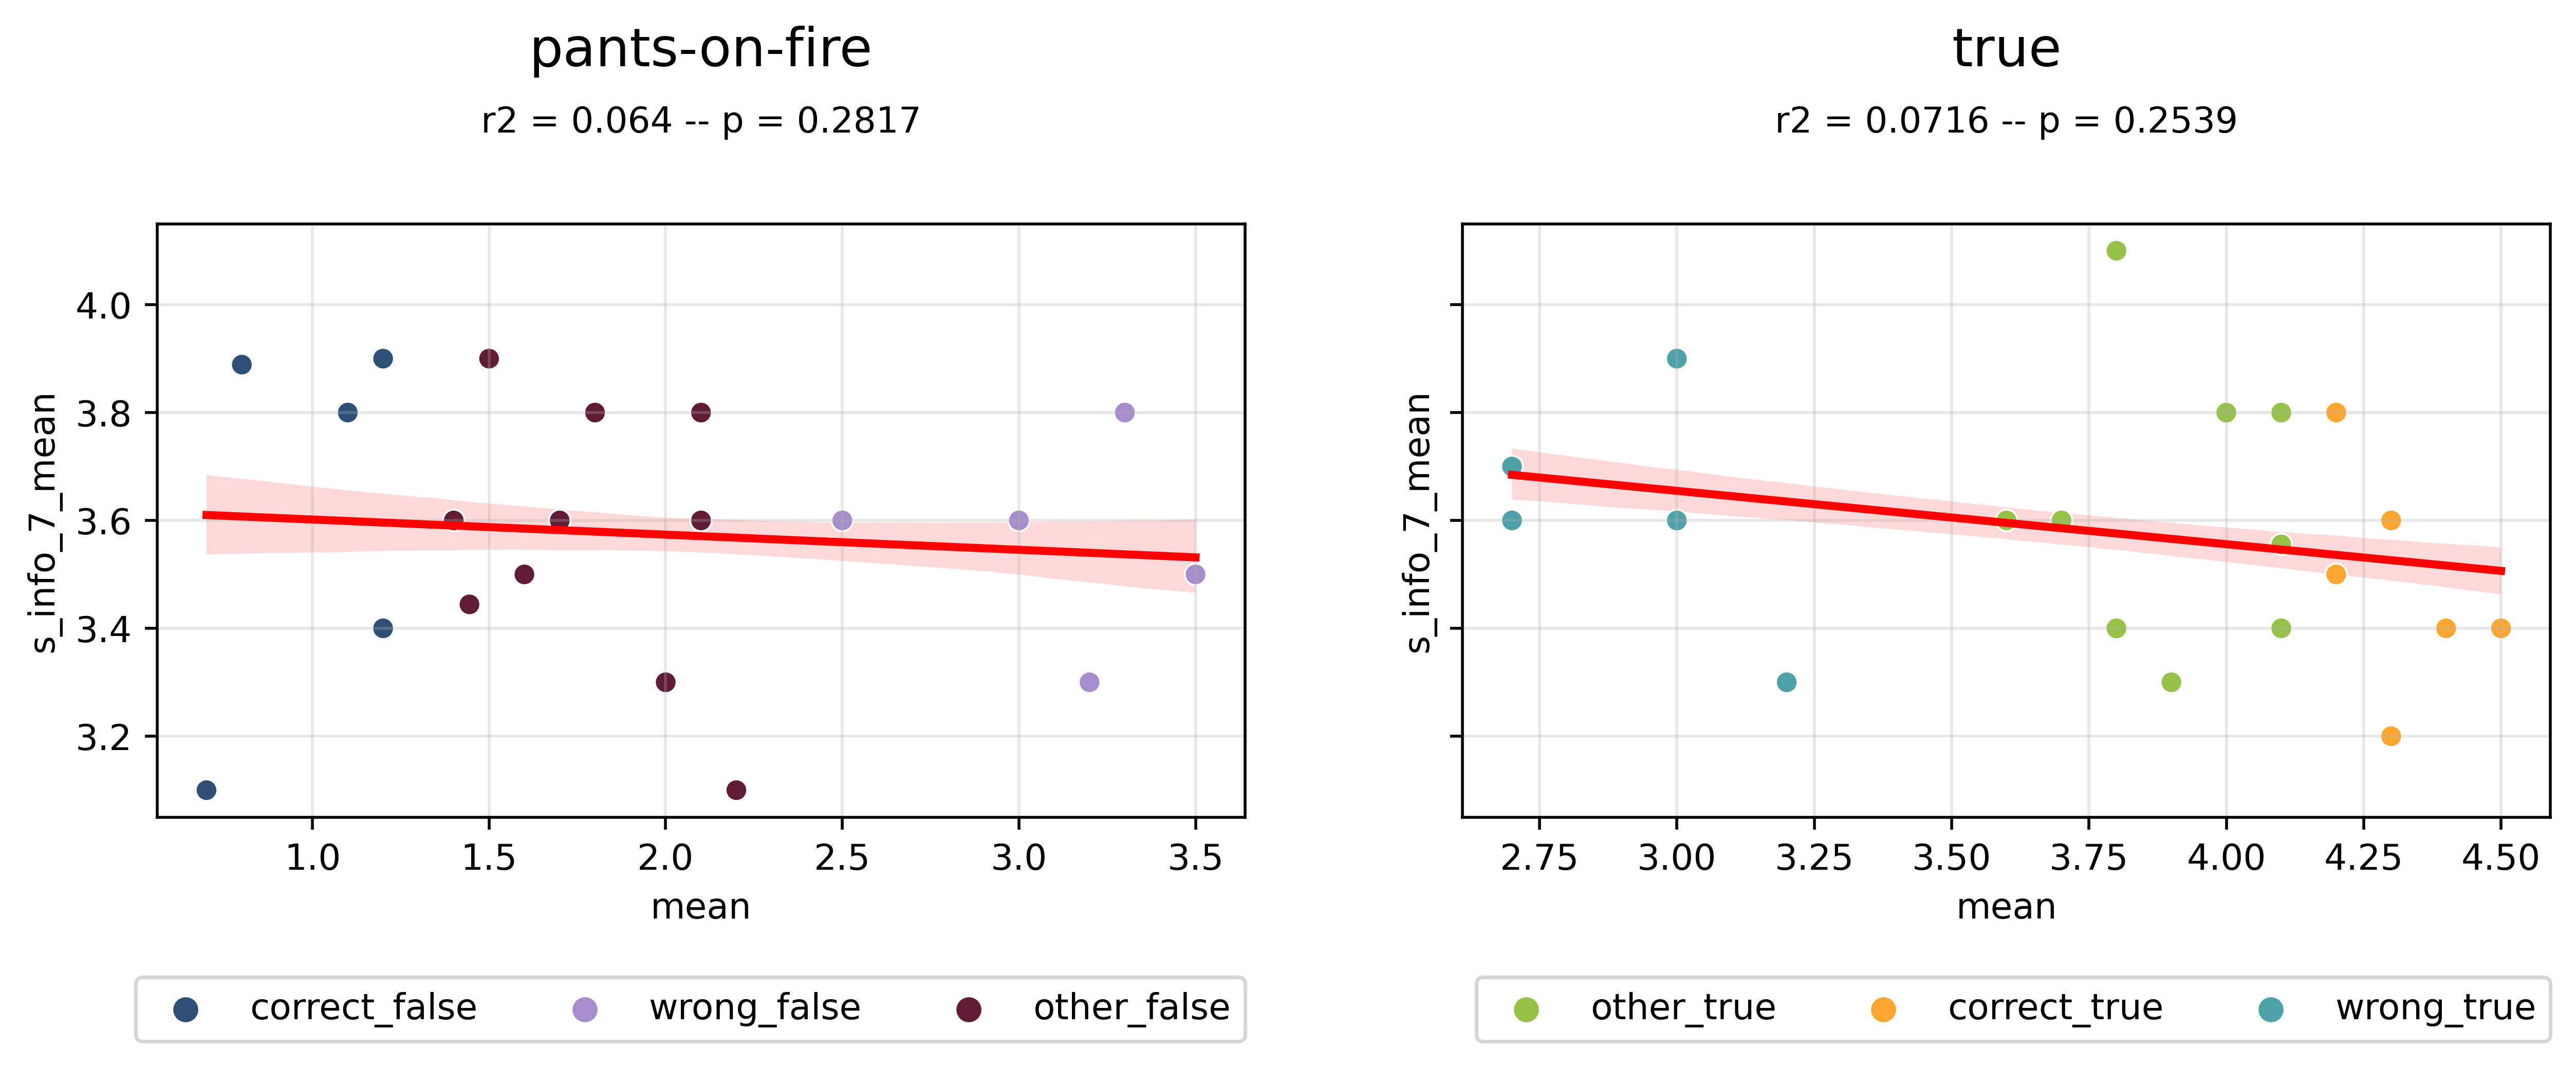 pants-on-fire
r2 = 0.064 -- p = 0.2817
s_info_7_mean
4.0
3.8
3.6
3.4
3.2
1.0 1.5 2.0 2.5 3.0 3.5
mean
correct_false wrong_false other_false
true
r2 = 0.0716 -- p = 0.2539
s_info_7_mean
2.75 3.00 3.25 3.50 3.75 4.00 4.25 4.50
mean
other_true correct_true wrong_true